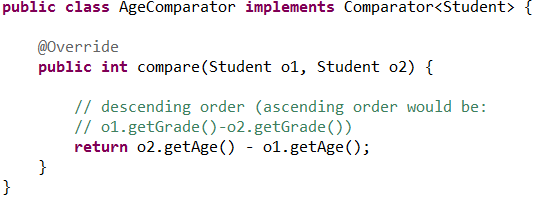 public class AgeComparator implements Comparator<Student> {
@Override
public int compare(Student o1, Student o2) {
// descending order (ascending order would be:
// o1.getGrade()-o2.getGrade())
return o2.getAge() - o1.getAge();
}
}